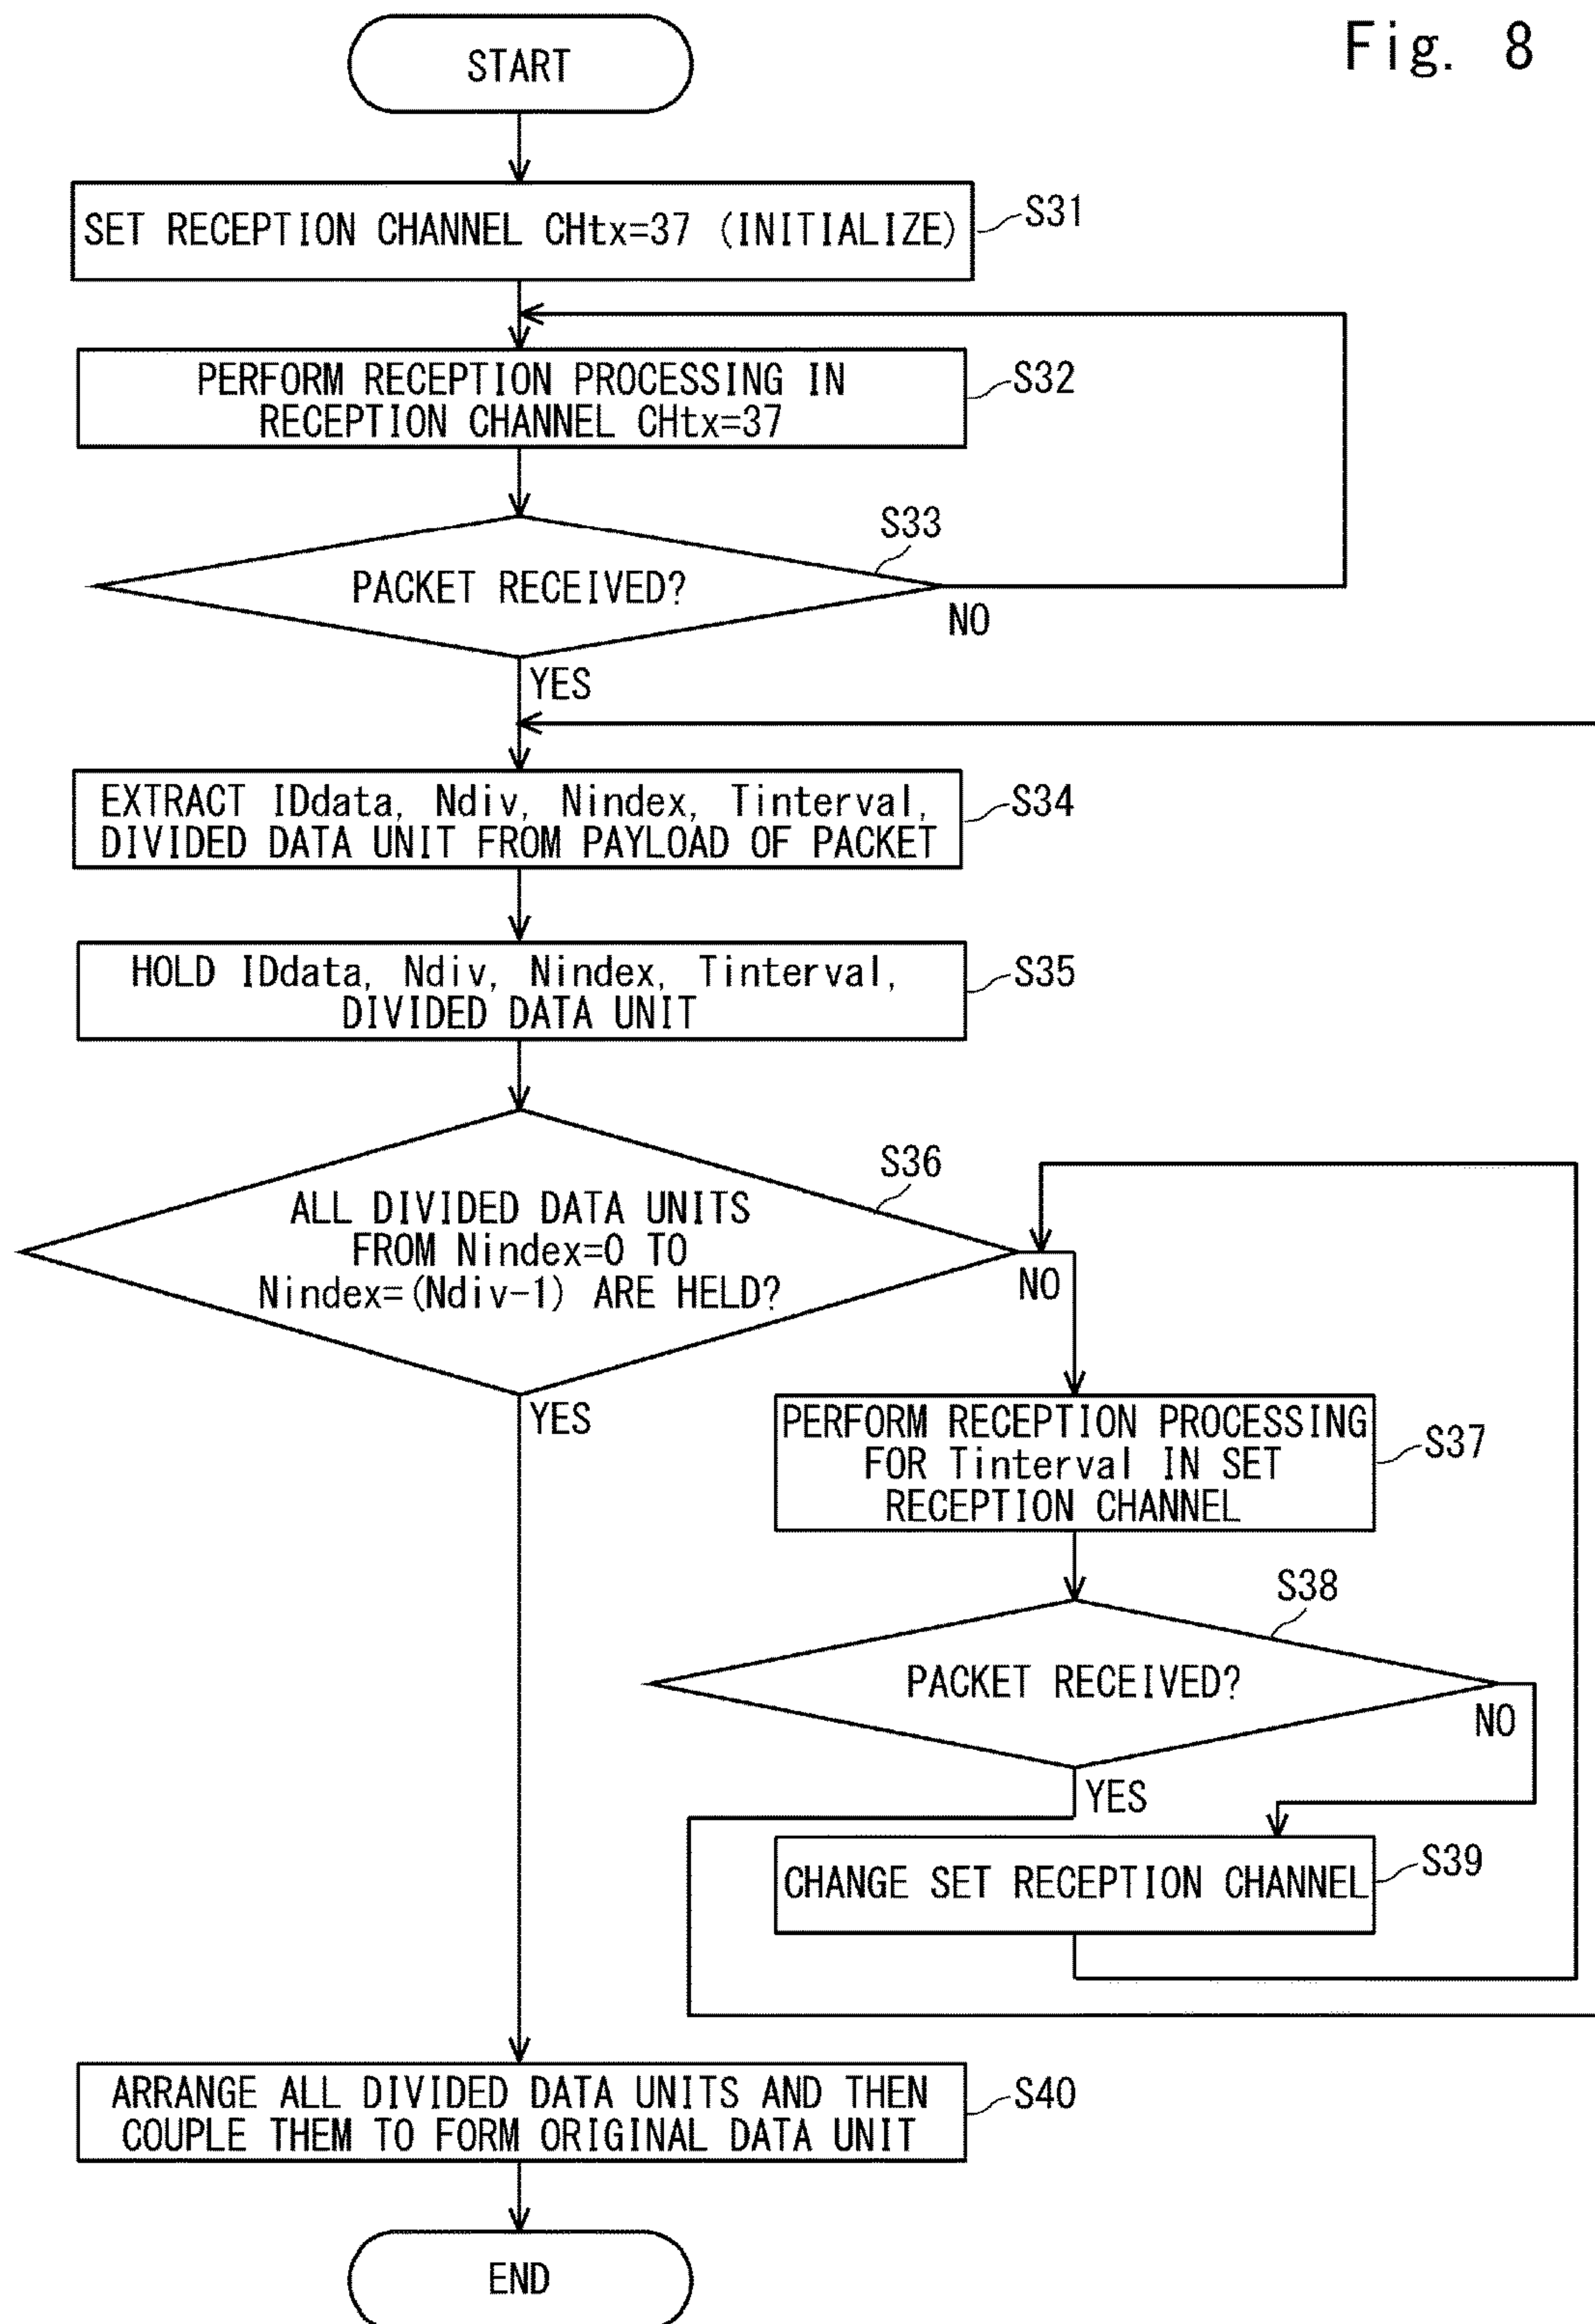 Fig. 8
START
SET RECEPTION CHANNEL CHtx=37 (INITIALIZE)
S31
PERFORM RECEPTION PROCESSING IN
RECEPTION CHANNEL CHtx=37
S32
S33
PACKET RECEIVED?
NO
YES
EXTRACT IDdata, Ndiv, Nindex, Tinterval,
DIVIDED DATA UNIT FROM PAYLOAD OF PACKET
S34
HOLD IDdata, Ndiv, Nindex, Tinterval,
DIVIDED DATA UNIT
S35
S36
ALL DIVIDED DATA UNITS
FROM Nindex=0 TO
Nindex=(Ndiv-1) ARE HELD?
NO
YES
PERFORM RECEPTION PROCESSING
FOR Tinterval IN SET
RECEPTION CHANNEL
S37
S38
PACKET RECEIVED?
NO
YES
CHANGE SET RECEPTION CHANNEL
S39
ARRANGE ALL DIVIDED DATA UNITS AND THEN
COUPLE THEM TO FORM ORIGINAL DATA UNIT
S40
END